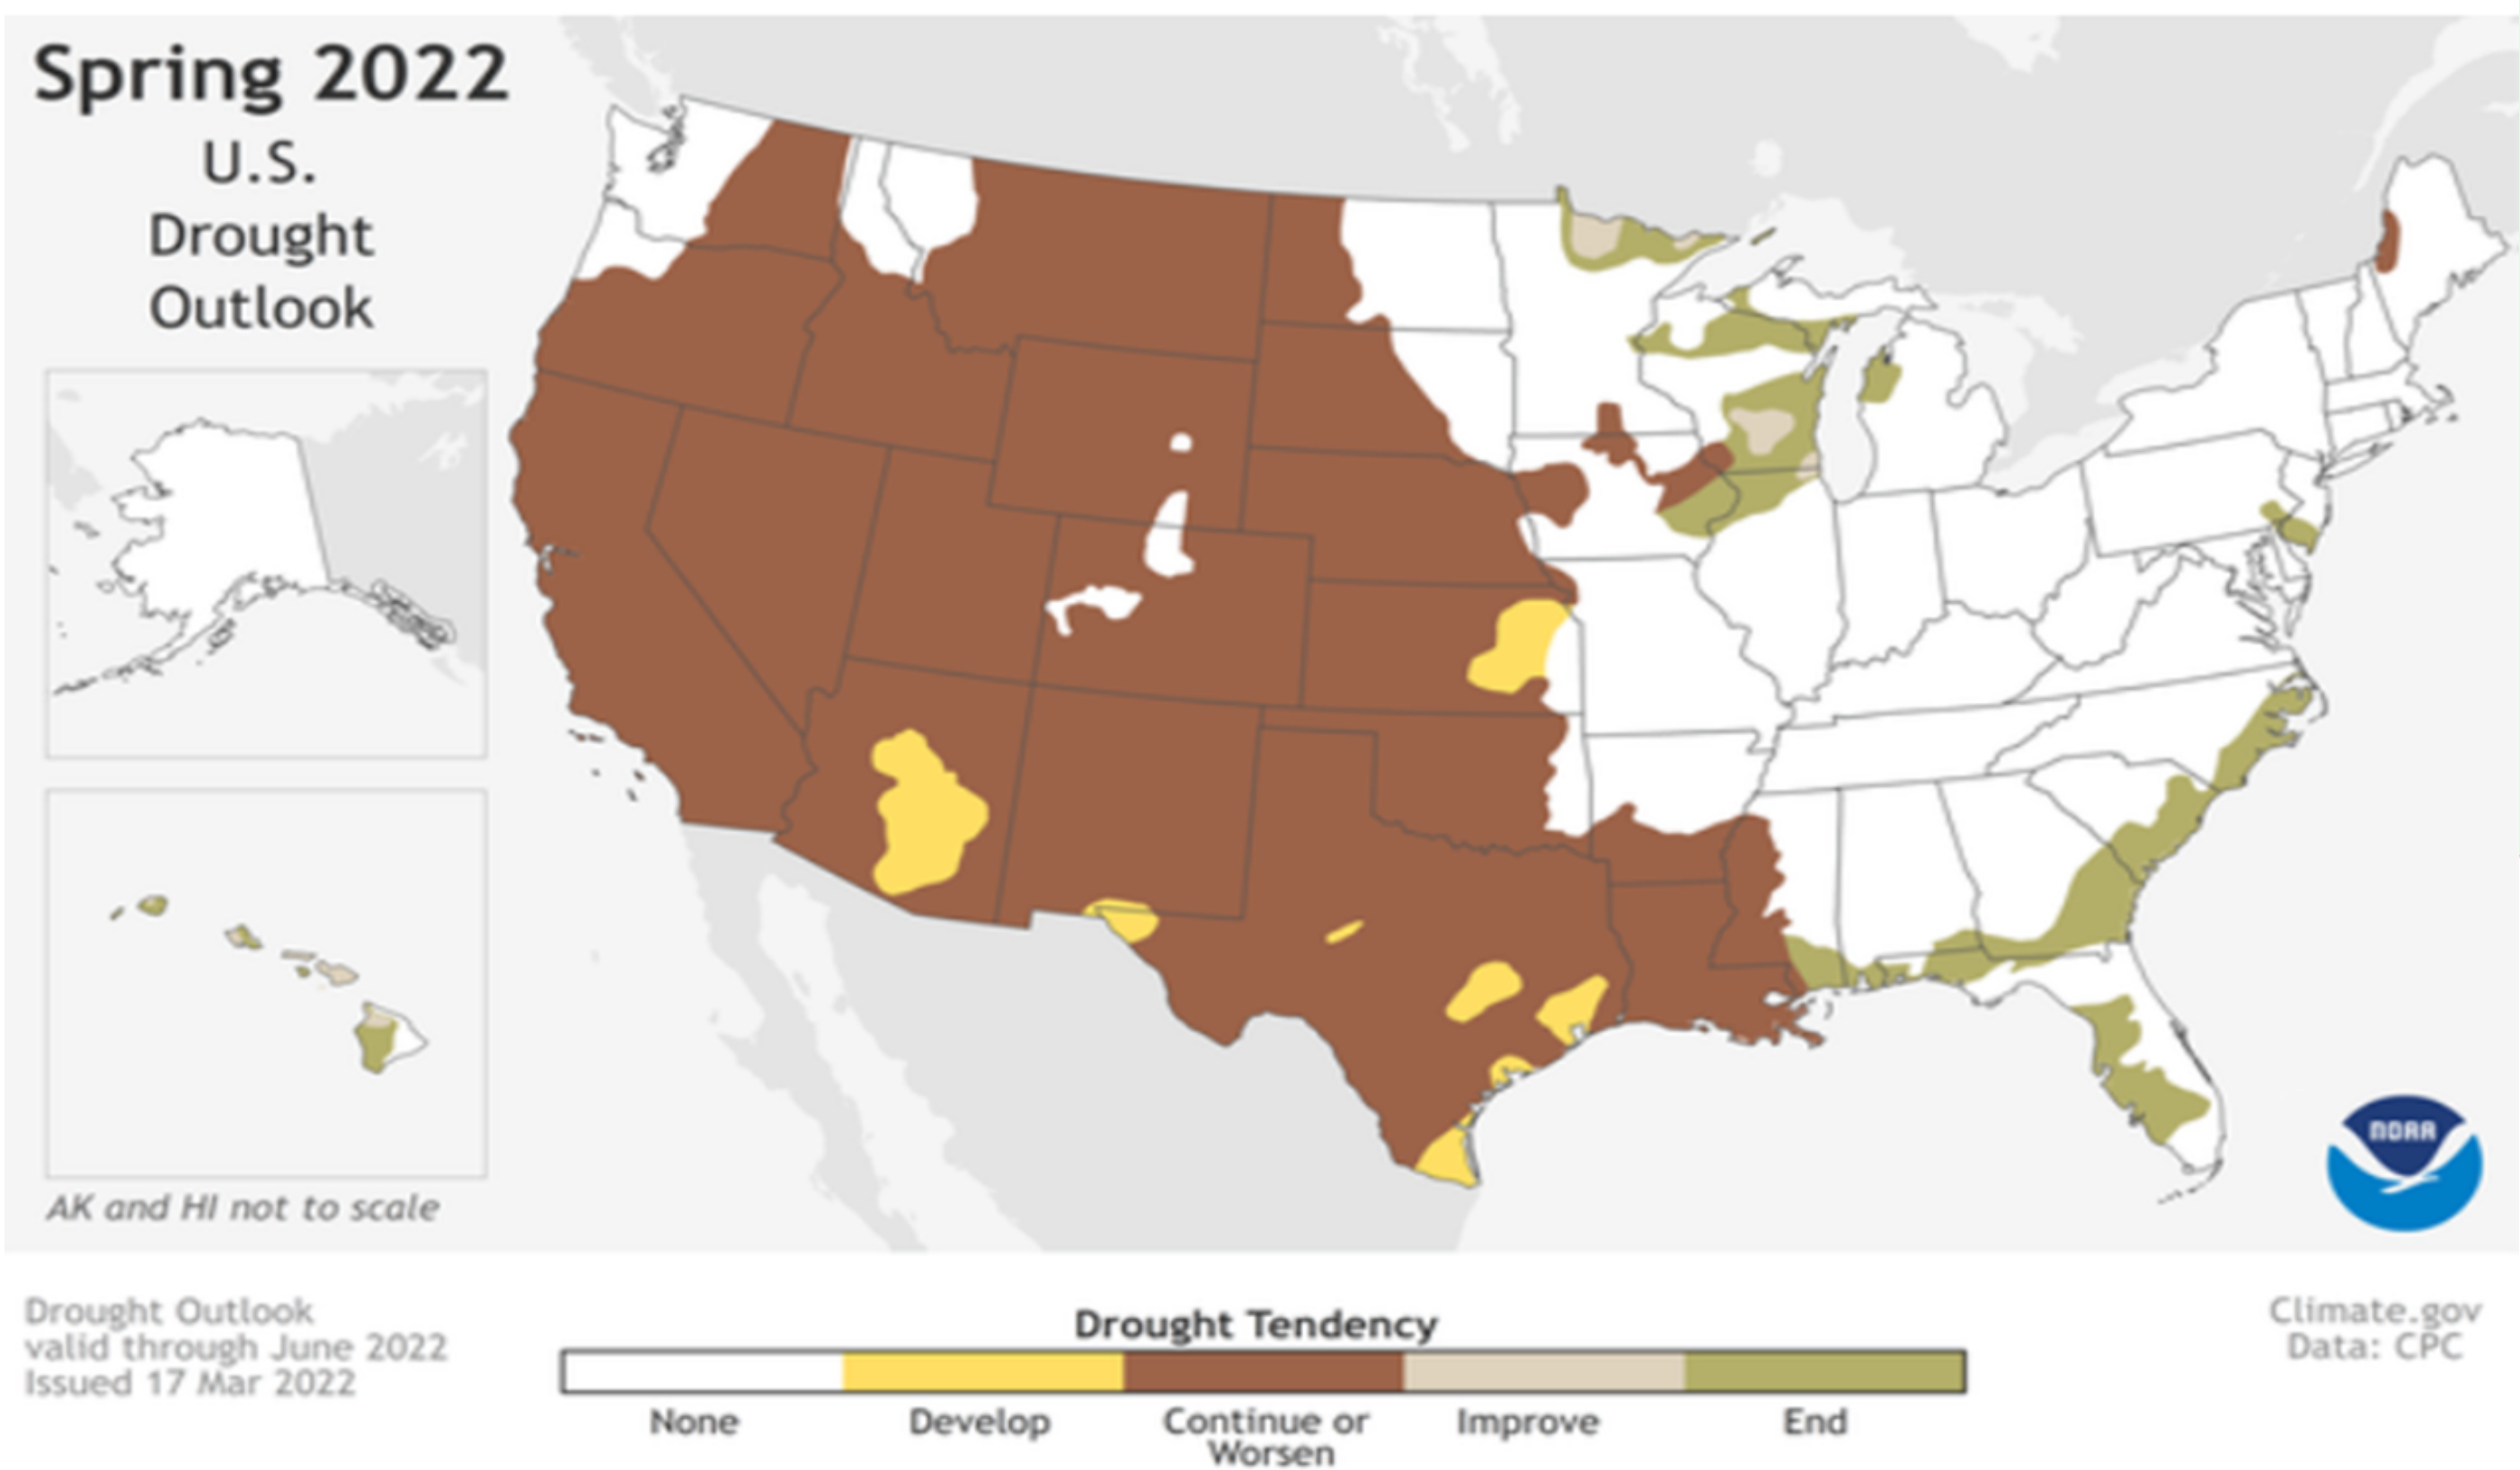 Spring 2022
U.S.
Drought
Outlook
AK and HI not to scale
NOAA
Drought Outlook
valid through June 2022
Issued 17 Mar 2022
Drought Tendency
None
Develop
Continue or
Worsen
Improve
End
Climate.gov
Data: CPC